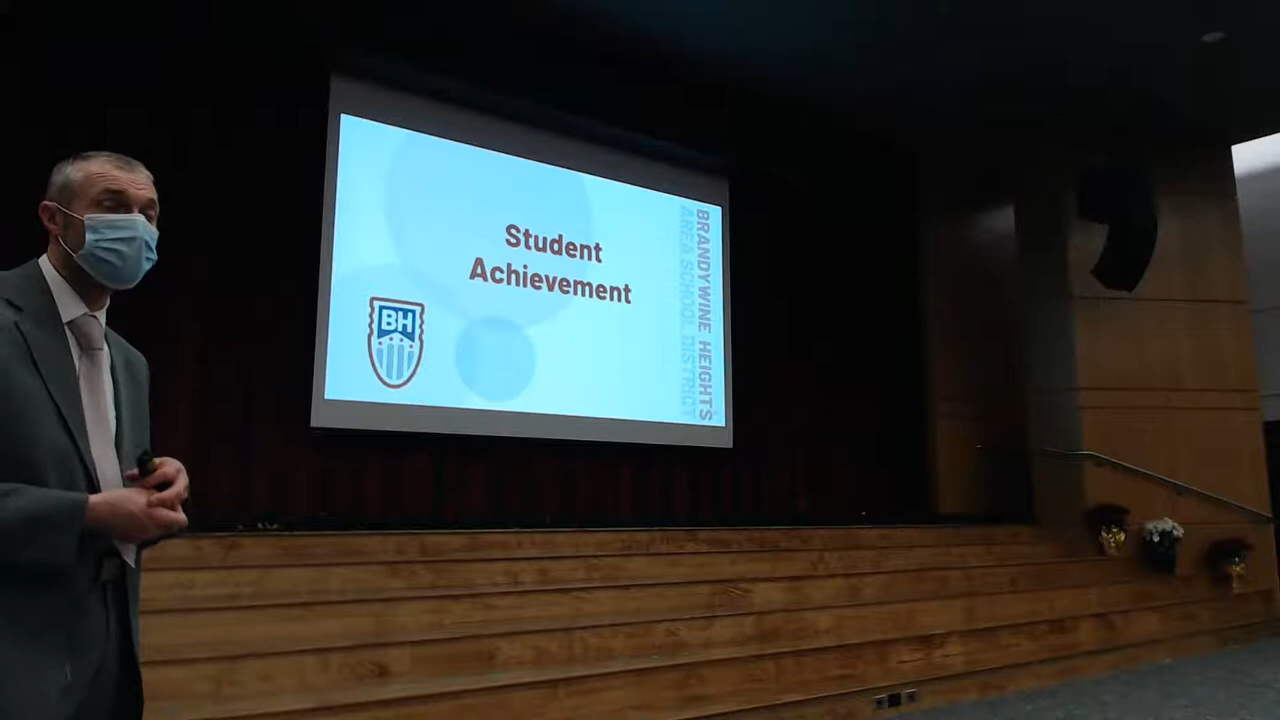 Student
Achievement
BH
BRANDYWINE HEIGHTS
AREA SCHOOL DISTRICT